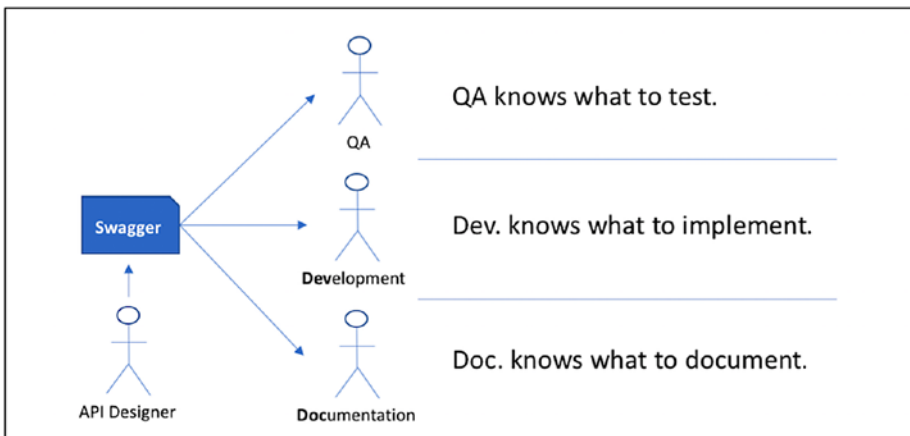 QA knows what to test.
QA
Swagger
Dev. knows what to implement.
Development
Doc. knows what to document.
API Designer
Documentation